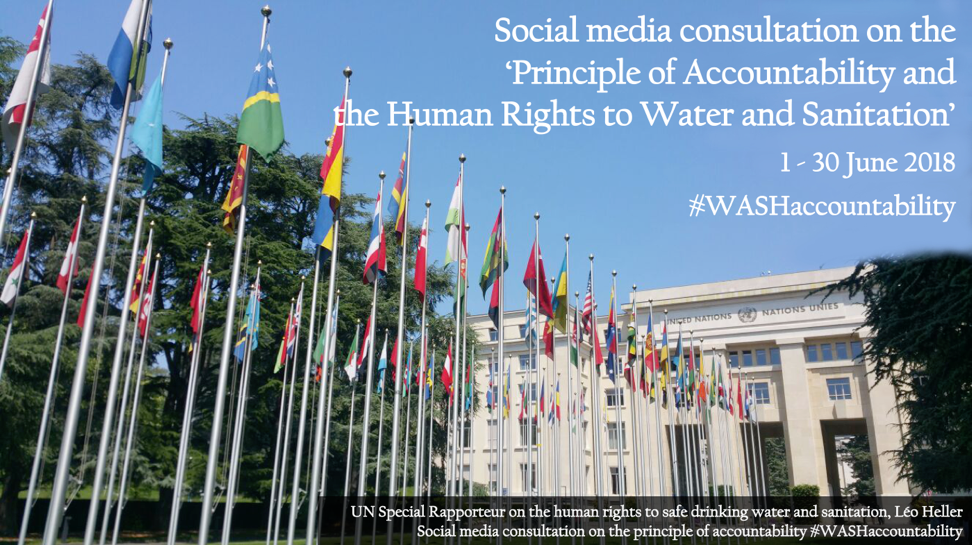 Social media consultation on the
‘Principle of Accountability and
the Human Rights to Water and Sanitation’
1 - 30 June 2018
#WASHaccountability
UNITED NATIONS NATIONS UNIES
UN Special Rapporteur on the human rights to safe drinking water and sanitation, Léo Heller
Social media consultation on the principle of accountability #WASHaccountability